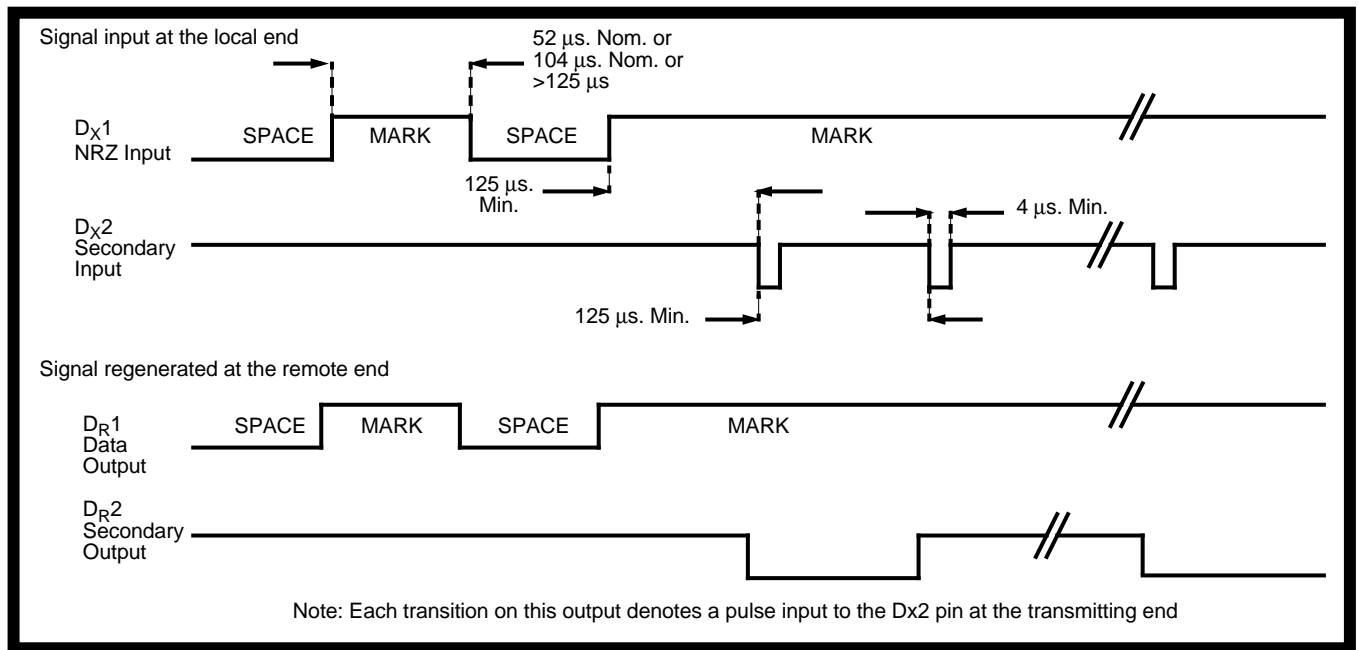 Signal input at the local end
52 μs. Nom. or
104 μs. Nom. or
>125 μs
DX1
NRZ Input
SPACE MARK SPACE MARK
125 μs.
Min.
4 μs. Min.
DX2
Secondary
Input
125 μs. Min.
Signal regenerated at the remote end
DR1
Data
Output
SPACE MARK SPACE MARK
DR2
Secondary
Output
Note: Each transition on this output denotes a pulse input to the Dx2 pin at the transmitting end